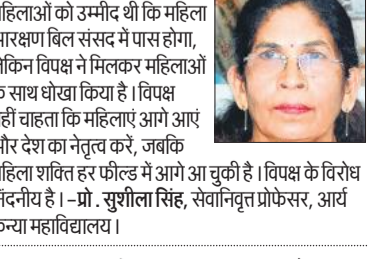 हिलाओं को उम्मीद थी कि महिला
आरक्षण बिल संसद में पास होगा,
लेकिन विपक्ष ने मिलकर महिलाओं
के साथ धोखा किया है। विपक्ष
नहीं चाहता कि महिलाएं आगे आएं
और देश का नेतृत्व करें, जबकि
महिला शक्ति हर फील्ड में आगे आ चुकी है। विपक्ष के विरोध
निंदनीय है। -प्रो. सुशीला सिंह, सेवानिवृत्त प्रोफेसर, आर्य
कन्या महाविद्यालय।